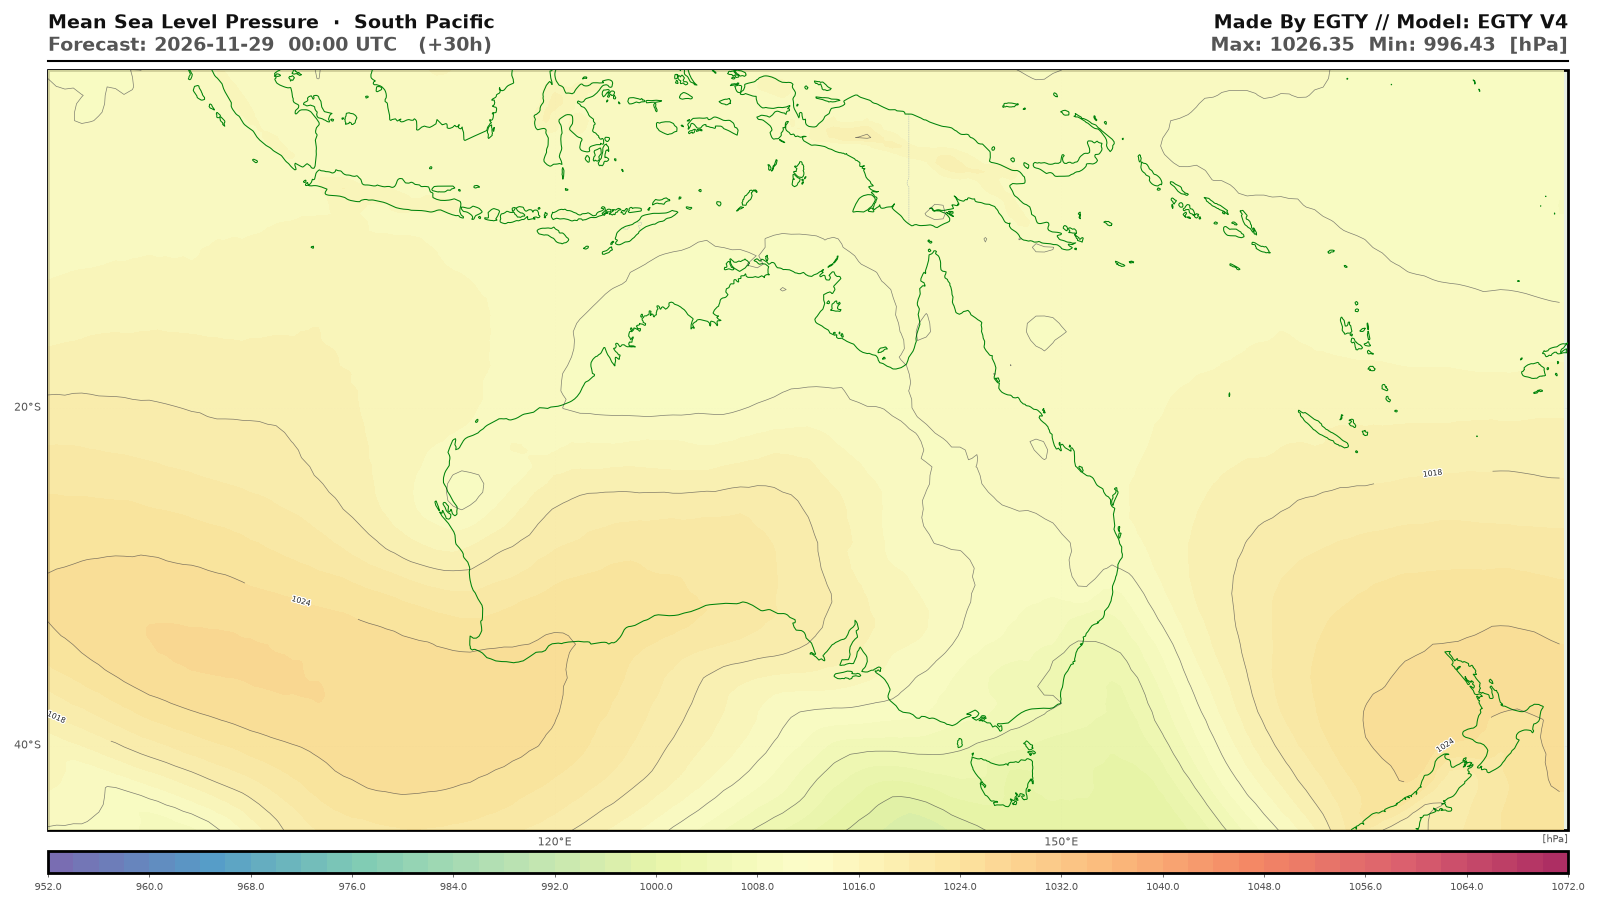 Mean Sea Level Pressure · South Pacific
Made By EGTY // Model: EGTY V4
Forecast: 2026-11-29 00:00 UTC (+30h)
Max: 1026.35 Min: 996.43 [hPa]
20°S
1018
1024
1018
40°S
1024
120°E
150°E
[hPa]
952.0 960.0 968.0 976.0 984.0 992.0 1000.0 1008.0 1016.0 1024.0 1032.0 1040.0 1048.0 1056.0 1064.0 1072.0